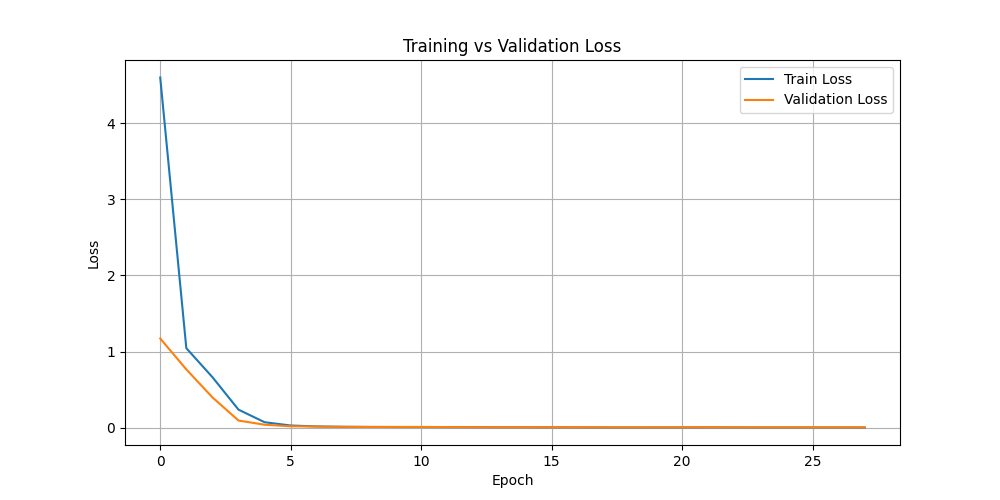 Training vs Validation Loss
Train Loss
Validation Loss
4
3
2
1
0
Loss
0 5 10 15 20 25
Epoch